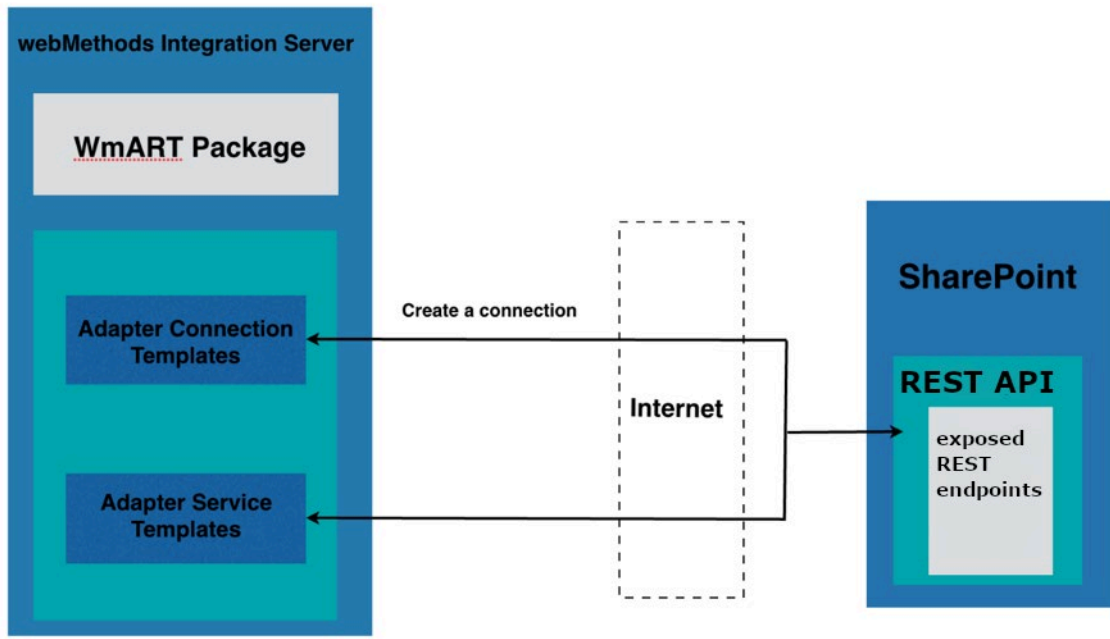 webMethods Integration Server
WmART Package
Adapter Connection
Templates
Adapter Service
Templates
Create a connection
Internet
SharePoint
REST API
exposed
REST
endpoints